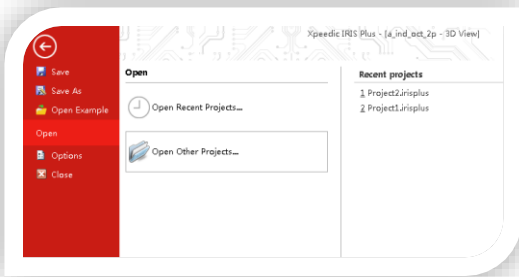 Xpeedic IRIS Plus - [a_ind_oct_2p - 3D View]
Save
Save As
Open Example
Open
Options
Close
Open
Open Recent Projects...
Open Other Projects...
Recent projects
1 Project2.irisplus
2 Project1.irisplus